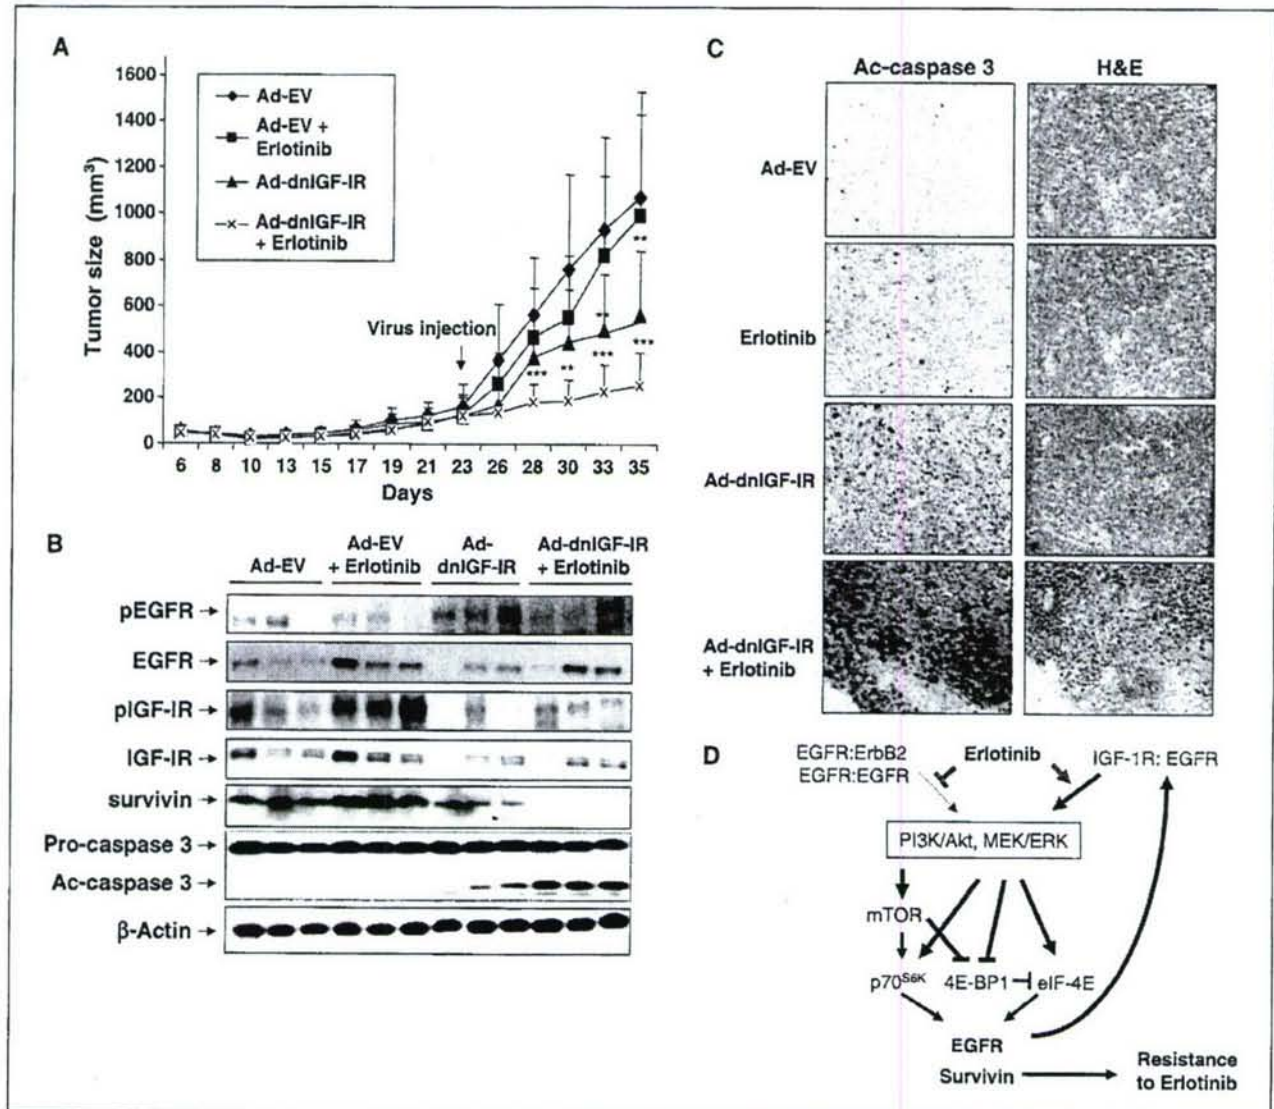 A
1600
1400
1200
1000
800
600
400
200
0
Tumor size (mm³)
Ad-EV
Ad-EV +
Erlotinib
Ad-dnIGF-IR
Ad-dnIGF-IR
+ Erlotinib
Virus injection
**
**
***
**
***
***
6 8 10 13 15 17 19 21 23 26 28 30 33 35
Days
B
Ad-EV
Ad-EV
+ Erlotinib
Ad-
dnIGF-IR
Ad-dnIGF-IR
+ Erlotinib
pEGFR
EGFR
pIGF-IR
IGF-IR
survivin
Pro-caspase 3
Ac-caspase 3
β-Actin
C
Ac-caspase 3
H&E
Ad-EV
Erlotinib
Ad-dnIGF-IR
Ad-dnIGF-IR
+ Erlotinib
D
EGFR:ErbB2
EGFR:EGFR
Erlotinib
IGF-1R: EGFR
PI3K/Akt, MEK/ERK
mTOR
p70S6K
4E-BP1
eIF-4E
EGFR
Survivin
Resistance
to Erlotinib